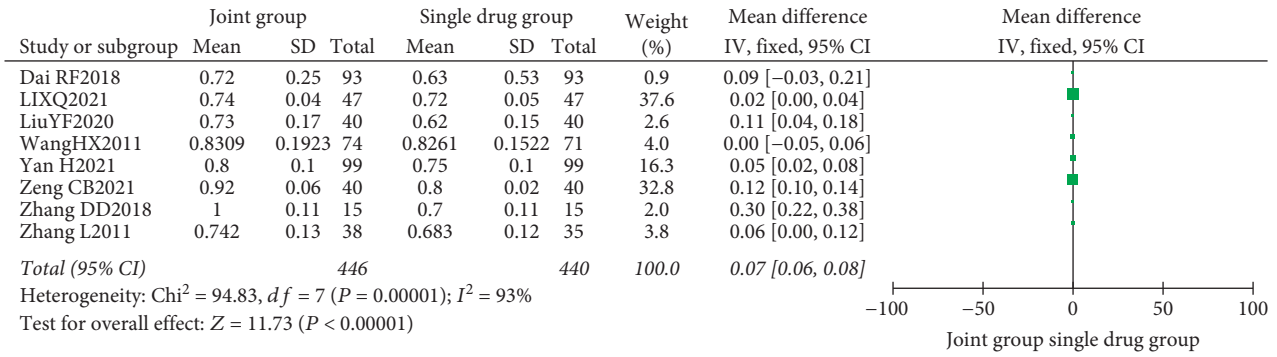 Joint group Single drug group Weight Mean difference Mean difference
Study or subgroup Mean SD Total Mean SD Total (%) IV, fixed, 95% CI IV, fixed, 95% CI
Dai RF2018 0.72 0.25 93 0.63 0.53 93 0.9 0.09 [−0.03, 0.21]
LIXQ2021 0.74 0.04 47 0.72 0.05 47 37.6 0.02 [0.00, 0.04]
LiuYF2020 0.73 0.17 40 0.62 0.15 40 2.6 0.11 [0.04, 0.18]
WangHX2011 0.8309 0.1923 74 0.8261 0.1522 71 4.0 0.00 [−0.05, 0.06]
Yan H2021 0.8 0.1 99 0.75 0.1 99 16.3 0.05 [0.02, 0.08]
Zeng CB2021 0.92 0.06 40 0.8 0.02 40 32.8 0.12 [0.10, 0.14]
Zhang DD2018 1 0.11 15 0.7 0.11 15 2.0 0.30 [0.22, 0.38]
Zhang L2011 0.742 0.13 38 0.683 0.12 35 3.8 0.06 [0.00, 0.12]
Total (95% CI) 446 440 100.0 0.07 [0.06, 0.08]
Heterogeneity: Chi² = 94.83, df = 7 (P = 0.00001); I² = 93%
Test for overall effect: Z = 11.73 (P < 0.00001)
−100 −50 0 50 100
Joint group single drug group